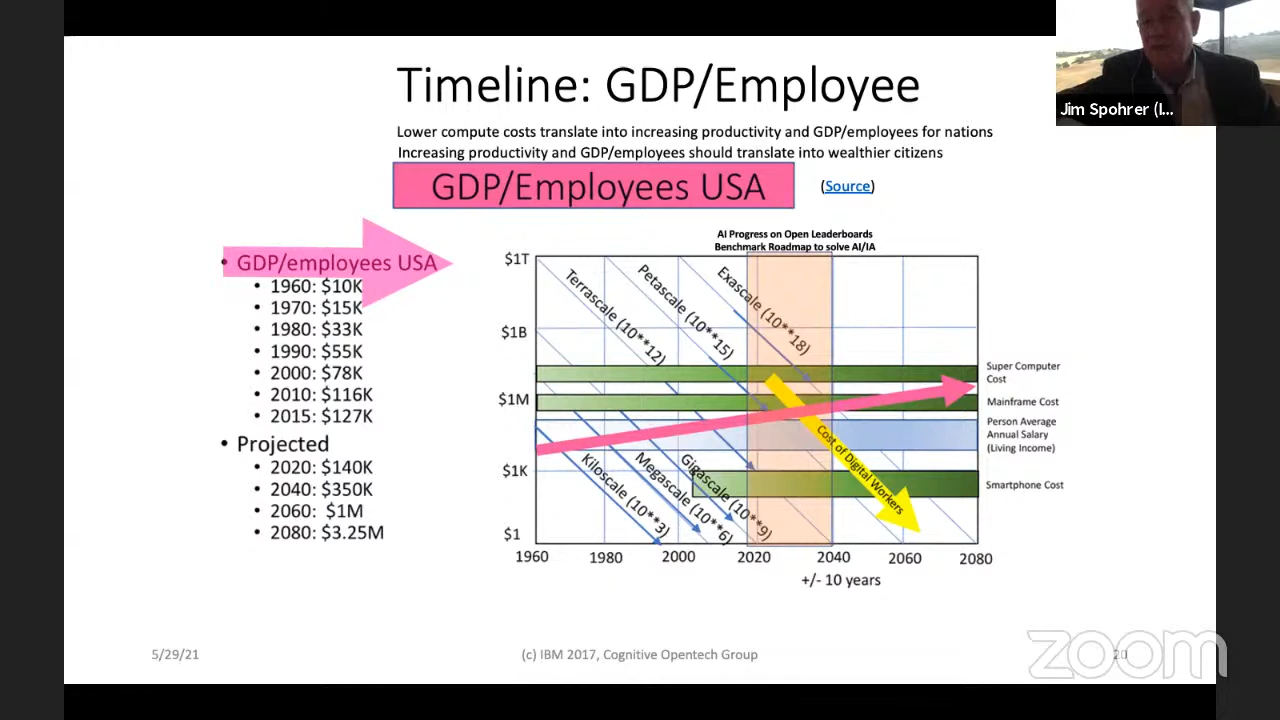 Timeline: GDP/Employee
Lower compute costs translate into increasing productivity and GDP/employees for nations
Increasing productivity and GDP/employees should translate into wealthier citizens
GDP/Employees USA
(Source)
Jim Spohrer (I...
• GDP/employees USA
• 1960: $10K
• 1970: $15K
• 1980: $33K
• 1990: $55K
• 2000: $78K
• 2010: $116K
• 2015: $127K
• Projected
• 2020: $140K
• 2040: $350K
• 2060: $1M
• 2080: $3.25M
AI Progress on Open Leaderboards
Benchmark Roadmap to solve AI/IA
$1T
$1B
$1M
$1K
$1
Terrascale (10**12)
Petascale (10**15)
Exascale (10**18)
Kiloscale (10**3)
Megascale (10**6)
Gigascale (10**9)
Cost of Digital Workers
Super Computer
Cost
Mainframe Cost
Person Average
Annual Salary
(Living Income)
Smartphone Cost
1960 1980 2000 2020 2040 2060 2080
+/- 10 years
5/29/21
(c) IBM 2017, Cognitive Opentech Group
20
zoom